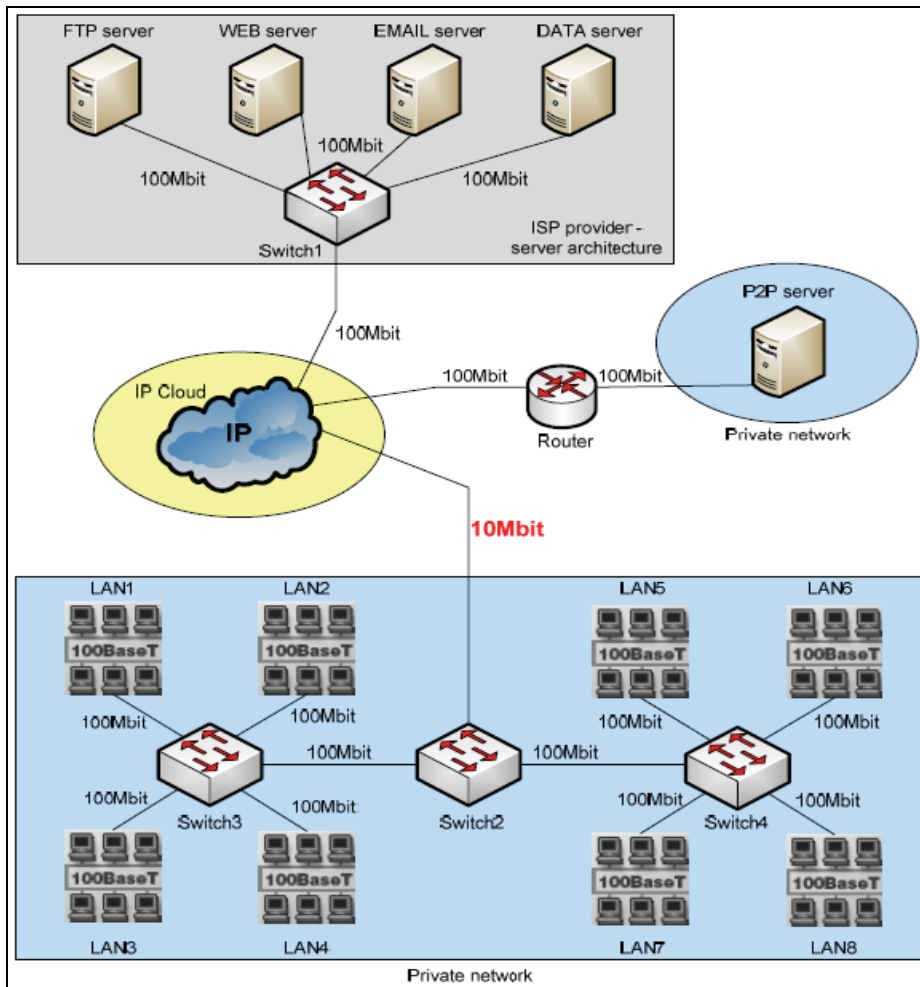 FTP server
WEB server
EMAIL server
DATA server
100Mbit
100Mbit
100Mbit
Switch1
ISP provider -
server architecture
100Mbit
P2P server
IP Cloud
IP
100Mbit
100Mbit
Router
Private network
10Mbit
LAN1
LAN2
LAN5
LAN6
100BaseT
100BaseT
100BaseT
100BaseT
100Mbit
100Mbit
100Mbit
100Mbit
100Mbit
100Mbit
100Mbit
100Mbit
100Mbit
100Mbit
Switch3
Switch2
Switch4
100BaseT
100BaseT
100BaseT
100BaseT
LAN3
LAN4
LAN7
LAN8
Private network